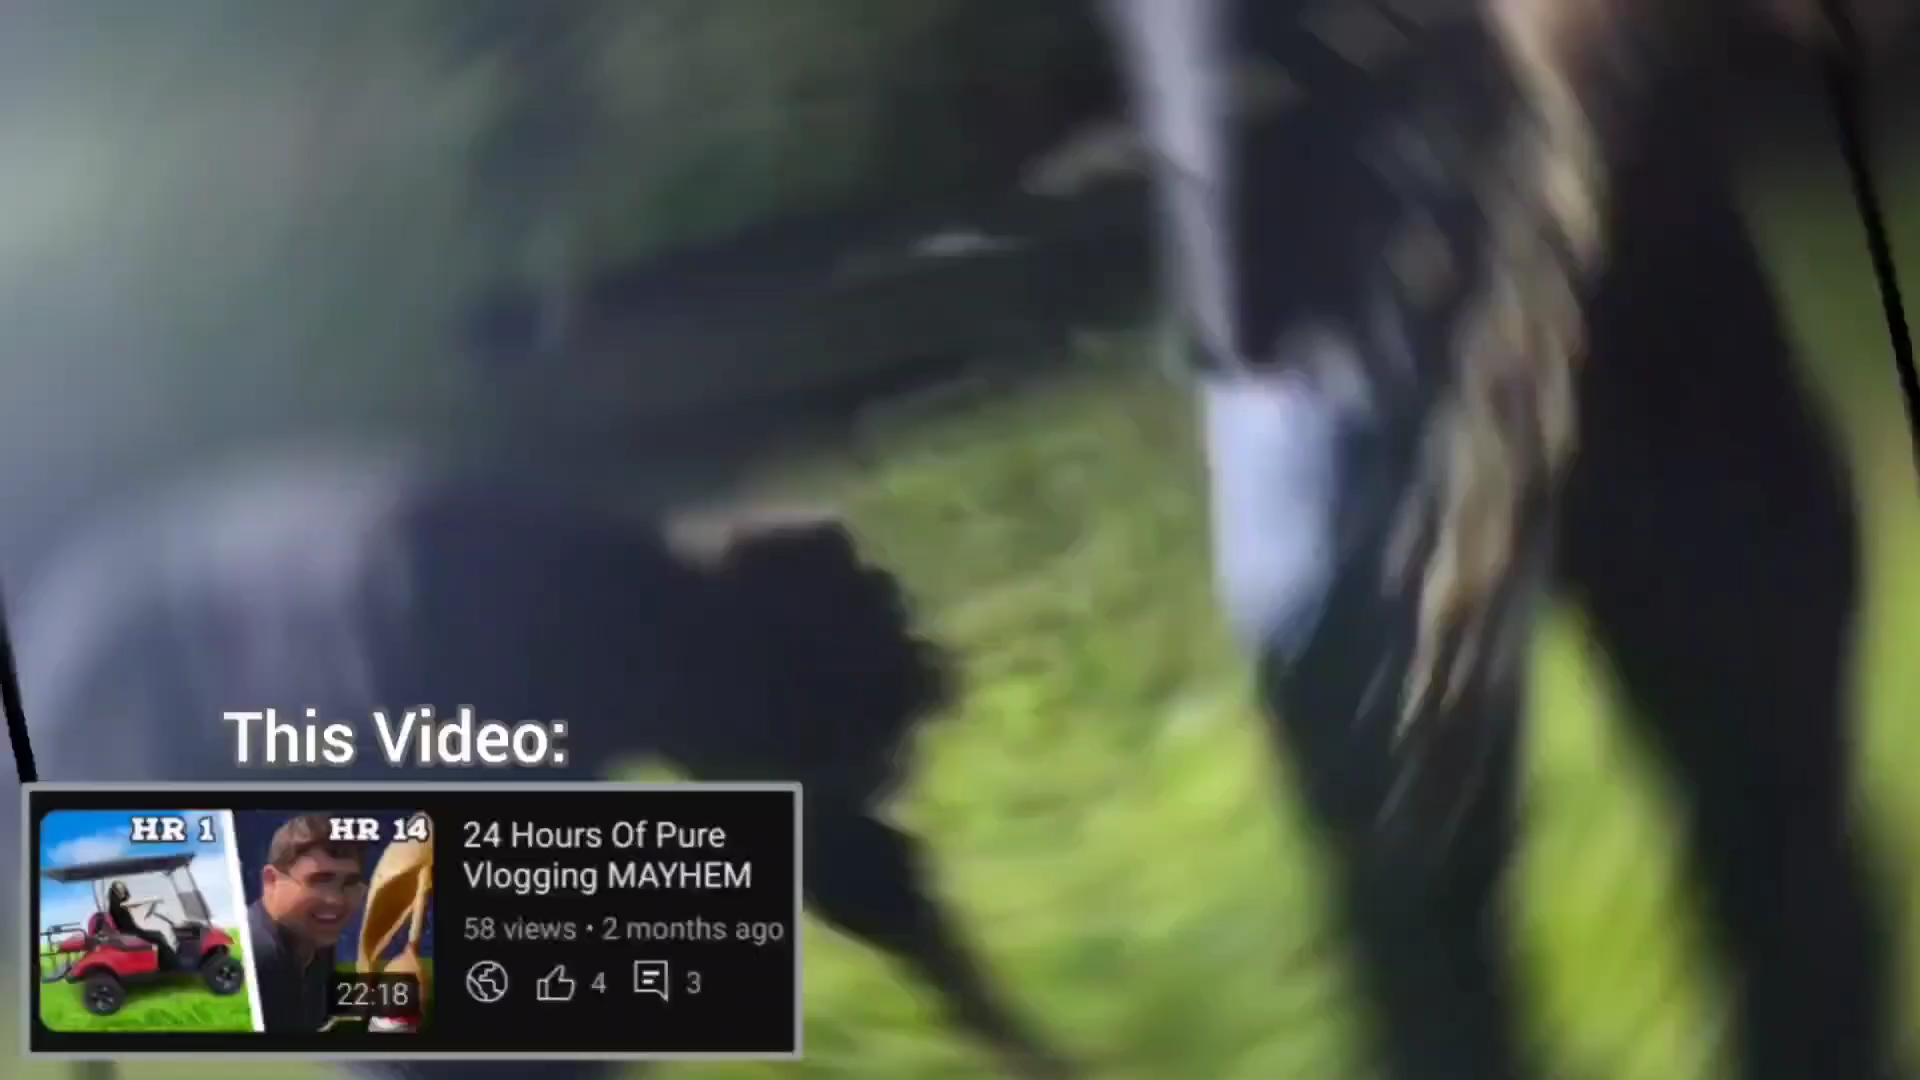 This Video:
HR 1
HR 14
22:18
24 Hours Of Pure
Vlogging MAYHEM
58 views • 2 months ago
4
3